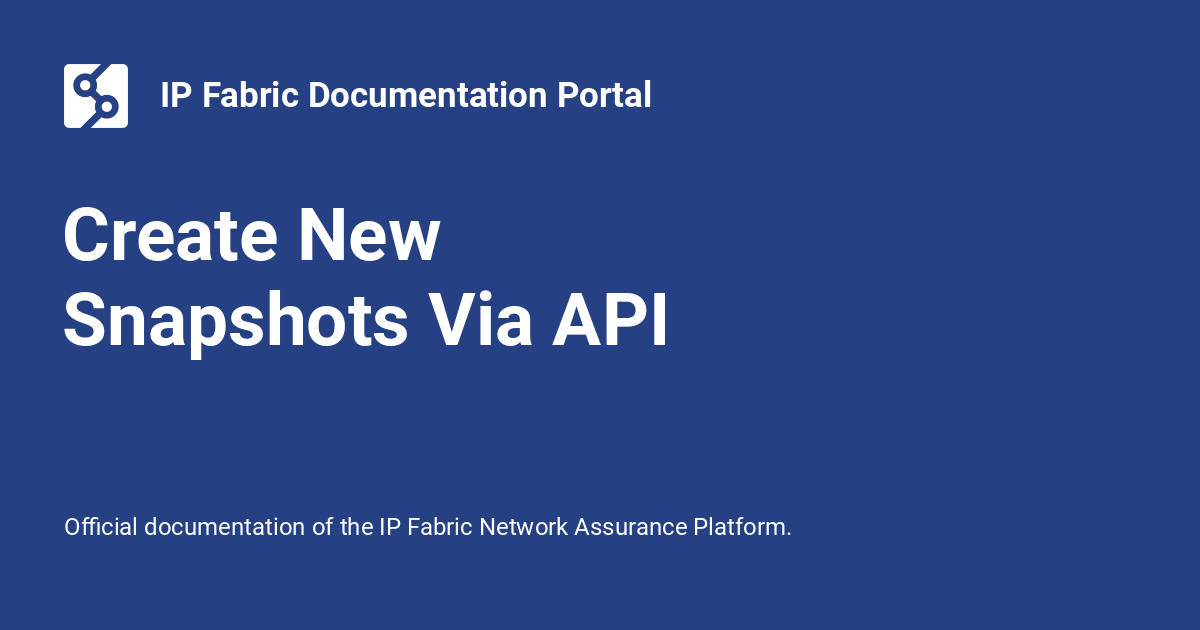 IP Fabric Documentation Portal
Create New
Snapshots Via API
Official documentation of the IP Fabric Network Assurance Platform.